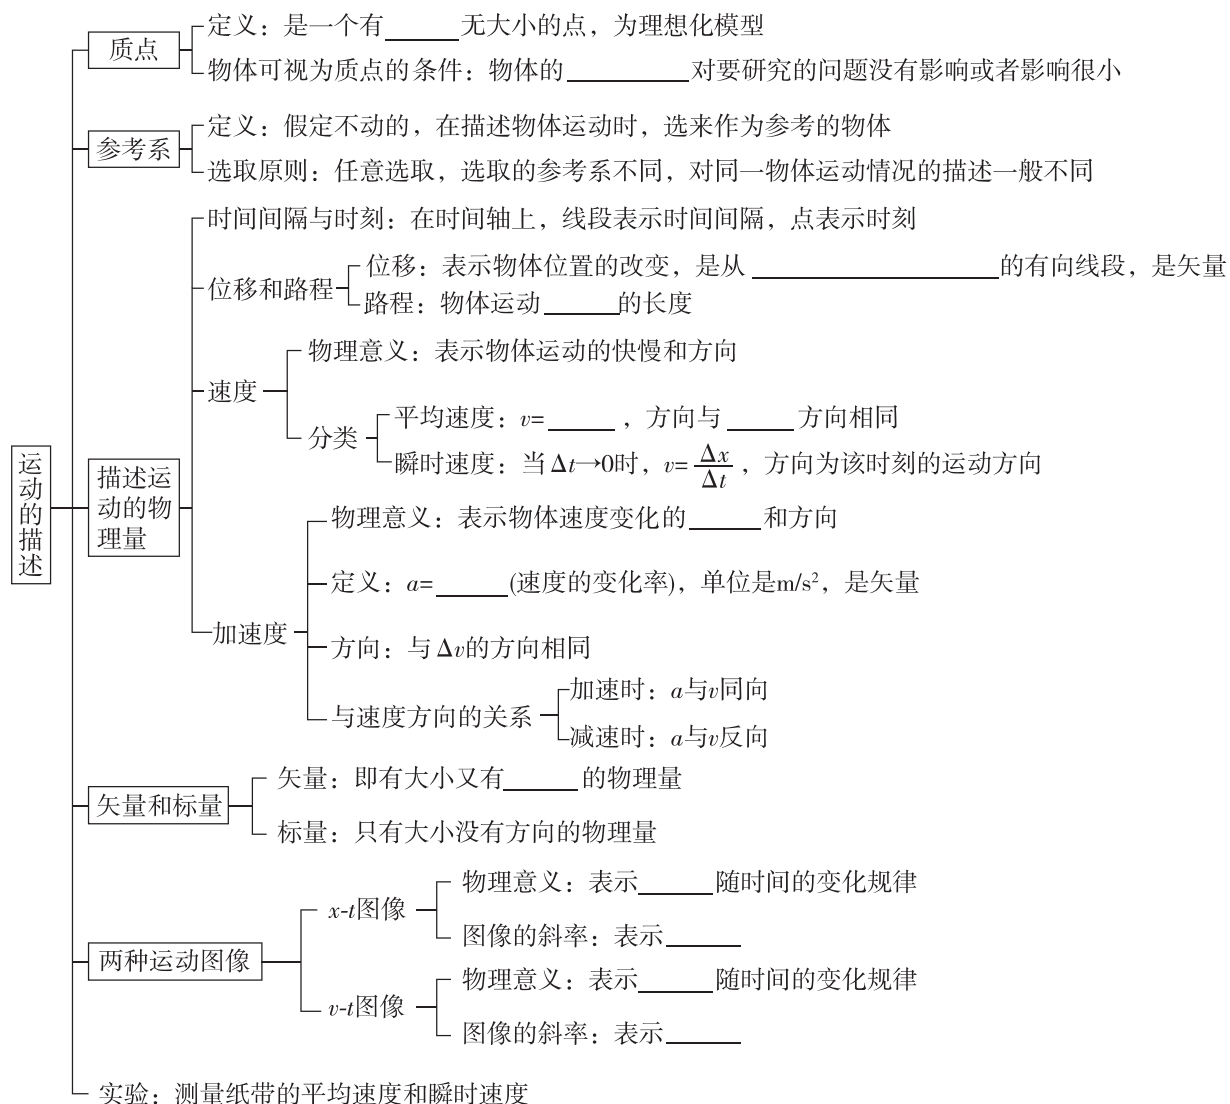 质点
定义：是一个有______无大小的点，为理想化模型
物体可视为质点的条件：物体的__________对要研究的问题没有影响或者影响很小
参考系
定义：假定不动的，在描述物体运动时，选来作为参考的物体
选取原则：任意选取，选取的参考系不同，对同一物体运动情况的描述一般不同
运动的描述
描述运
动的物
理量
时间间隔与时刻：在时间轴上，线段表示时间间隔，点表示时刻
位移和路程
位移：表示物体位置的改变，是从____________________的有向线段，是矢量
路程：物体运动______的长度
速度
物理意义：表示物体运动的快慢和方向
分类
平均速度：v=______，方向与______方向相同
瞬时速度：当Δt→0时，v=Δx/Δt，方向为该时刻的运动方向
加速度
物理意义：表示物体速度变化的______和方向
定义：a=______(速度的变化率)，单位是m/s²，是矢量
方向：与Δv的方向相同
与速度方向的关系
加速时：a与v同向
减速时：a与v反向
矢量和标量
矢量：即有大小又有______的物理量
标量：只有大小没有方向的物理量
两种运动图像
x-t图像
物理意义：表示______随时间的变化规律
图像的斜率：表示______
v-t图像
物理意义：表示______随时间的变化规律
图像的斜率：表示______
实验：测量纸带的平均速度和瞬时速度